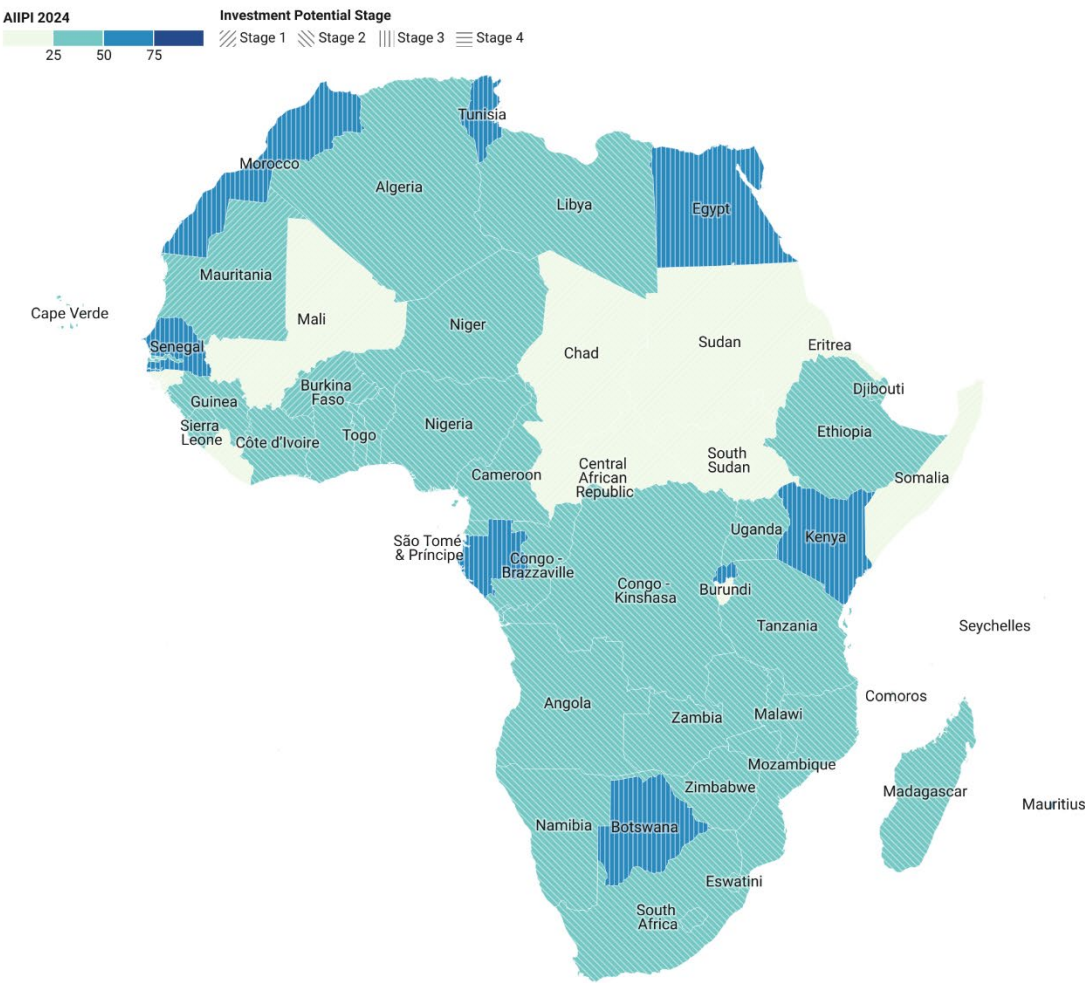 AIIPI 2024
Investment Potential Stage
Stage 1
Stage 2
Stage 3
Stage 4
25
50
75
Tunisia
Morocco
Algeria
Libya
Egypt
Mauritania
Cape Verde
Mali
Niger
Senegal
Chad
Sudan
Eritrea
Burkina
Faso
Djibouti
Guinea
Nigeria
Ethiopia
Sierra
Leone
Côte d'Ivoire
Togo
South
Sudan
Cameroon
Central
African
Republic
Somalia
Uganda
Kenya
São Tomé
& Príncipe
Congo -
Brazzaville
Congo -
Kinshasa
Burundi
Tanzania
Seychelles
Comoros
Angola
Zambia
Malawi
Mozambique
Zimbabwe
Madagascar
Mauritius
Namibia
Botswana
Eswatini
South
Africa